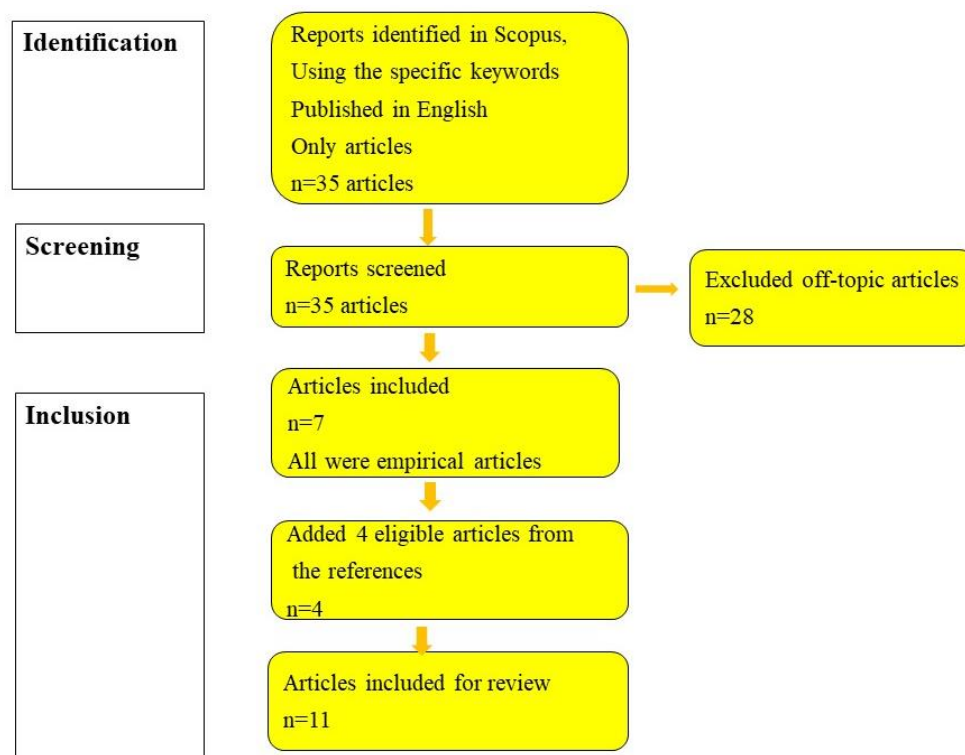 Identification
Reports identified in Scopus,
Using the specific keywords
Published in English
Only articles
n=35 articles
Screening
Reports screened
n=35 articles
Excluded off-topic articles
n=28
Inclusion
Articles included
n=7
All were empirical articles
Added 4 eligible articles from
the references
n=4
Articles included for review
n=11